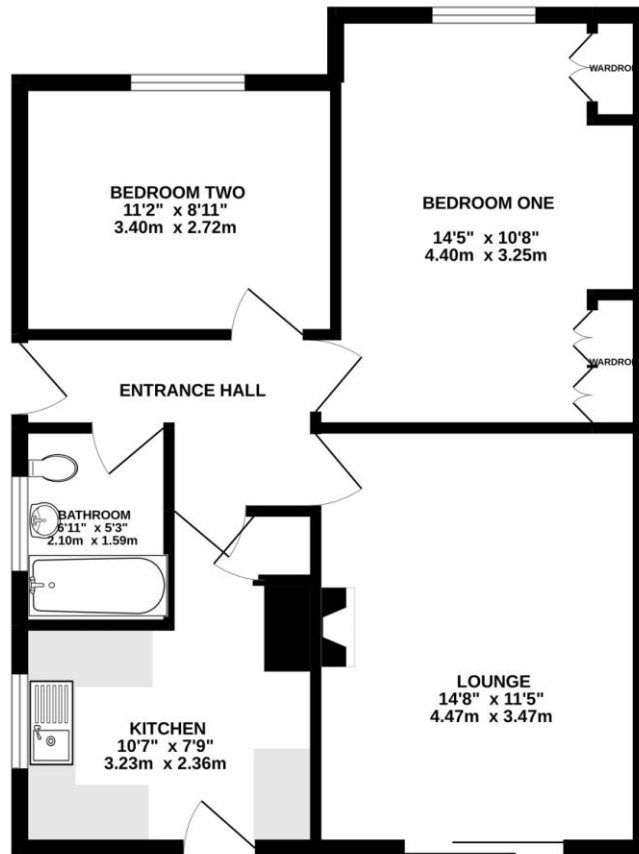 WARDROB
BEDROOM TWO
11'2" x 8'11"
3.40m x 2.72m
BEDROOM ONE
14'5" x 10'8"
4.40m x 3.25m
WARDROB
ENTRANCE HALL
BATHROOM
6'11" x 5'3"
2.10m x 1.59m
LOUNGE
14'8" x 11'5"
4.47m x 3.47m
KITCHEN
10'7" x 7'9"
3.23m x 2.36m